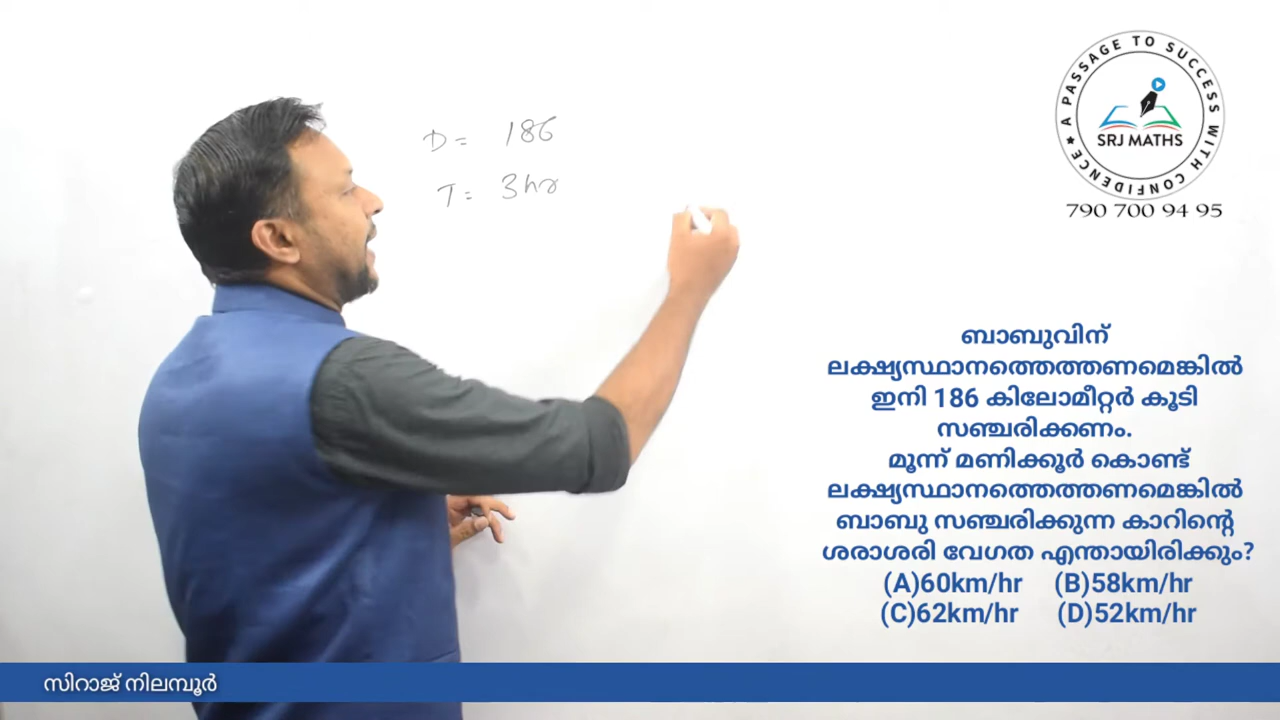 D = 186
T = 3hr
A PASSAGE TO SUCCESS WITH CONFIDENCE
SRJ MATHS
790 700 94 95
ബാബുവിന്
ലക്ഷ്യസ്ഥാനത്തെത്തണമെങ്കിൽ
ഇനി 186 കിലോമീറ്റർ കൂടി
സഞ്ചരിക്കണം.
മൂന്ന് മണിക്കൂർ കൊണ്ട്
ലക്ഷ്യസ്ഥാനത്തെത്തണമെങ്കിൽ
ബാബു സഞ്ചരിക്കുന്ന കാറിന്റെ
ശരാശരി വേഗത എന്തായിരിക്കും?
(A)60km/hr (B)58km/hr
(C)62km/hr (D)52km/hr
സിറാജ് നിലമ്പൂർ